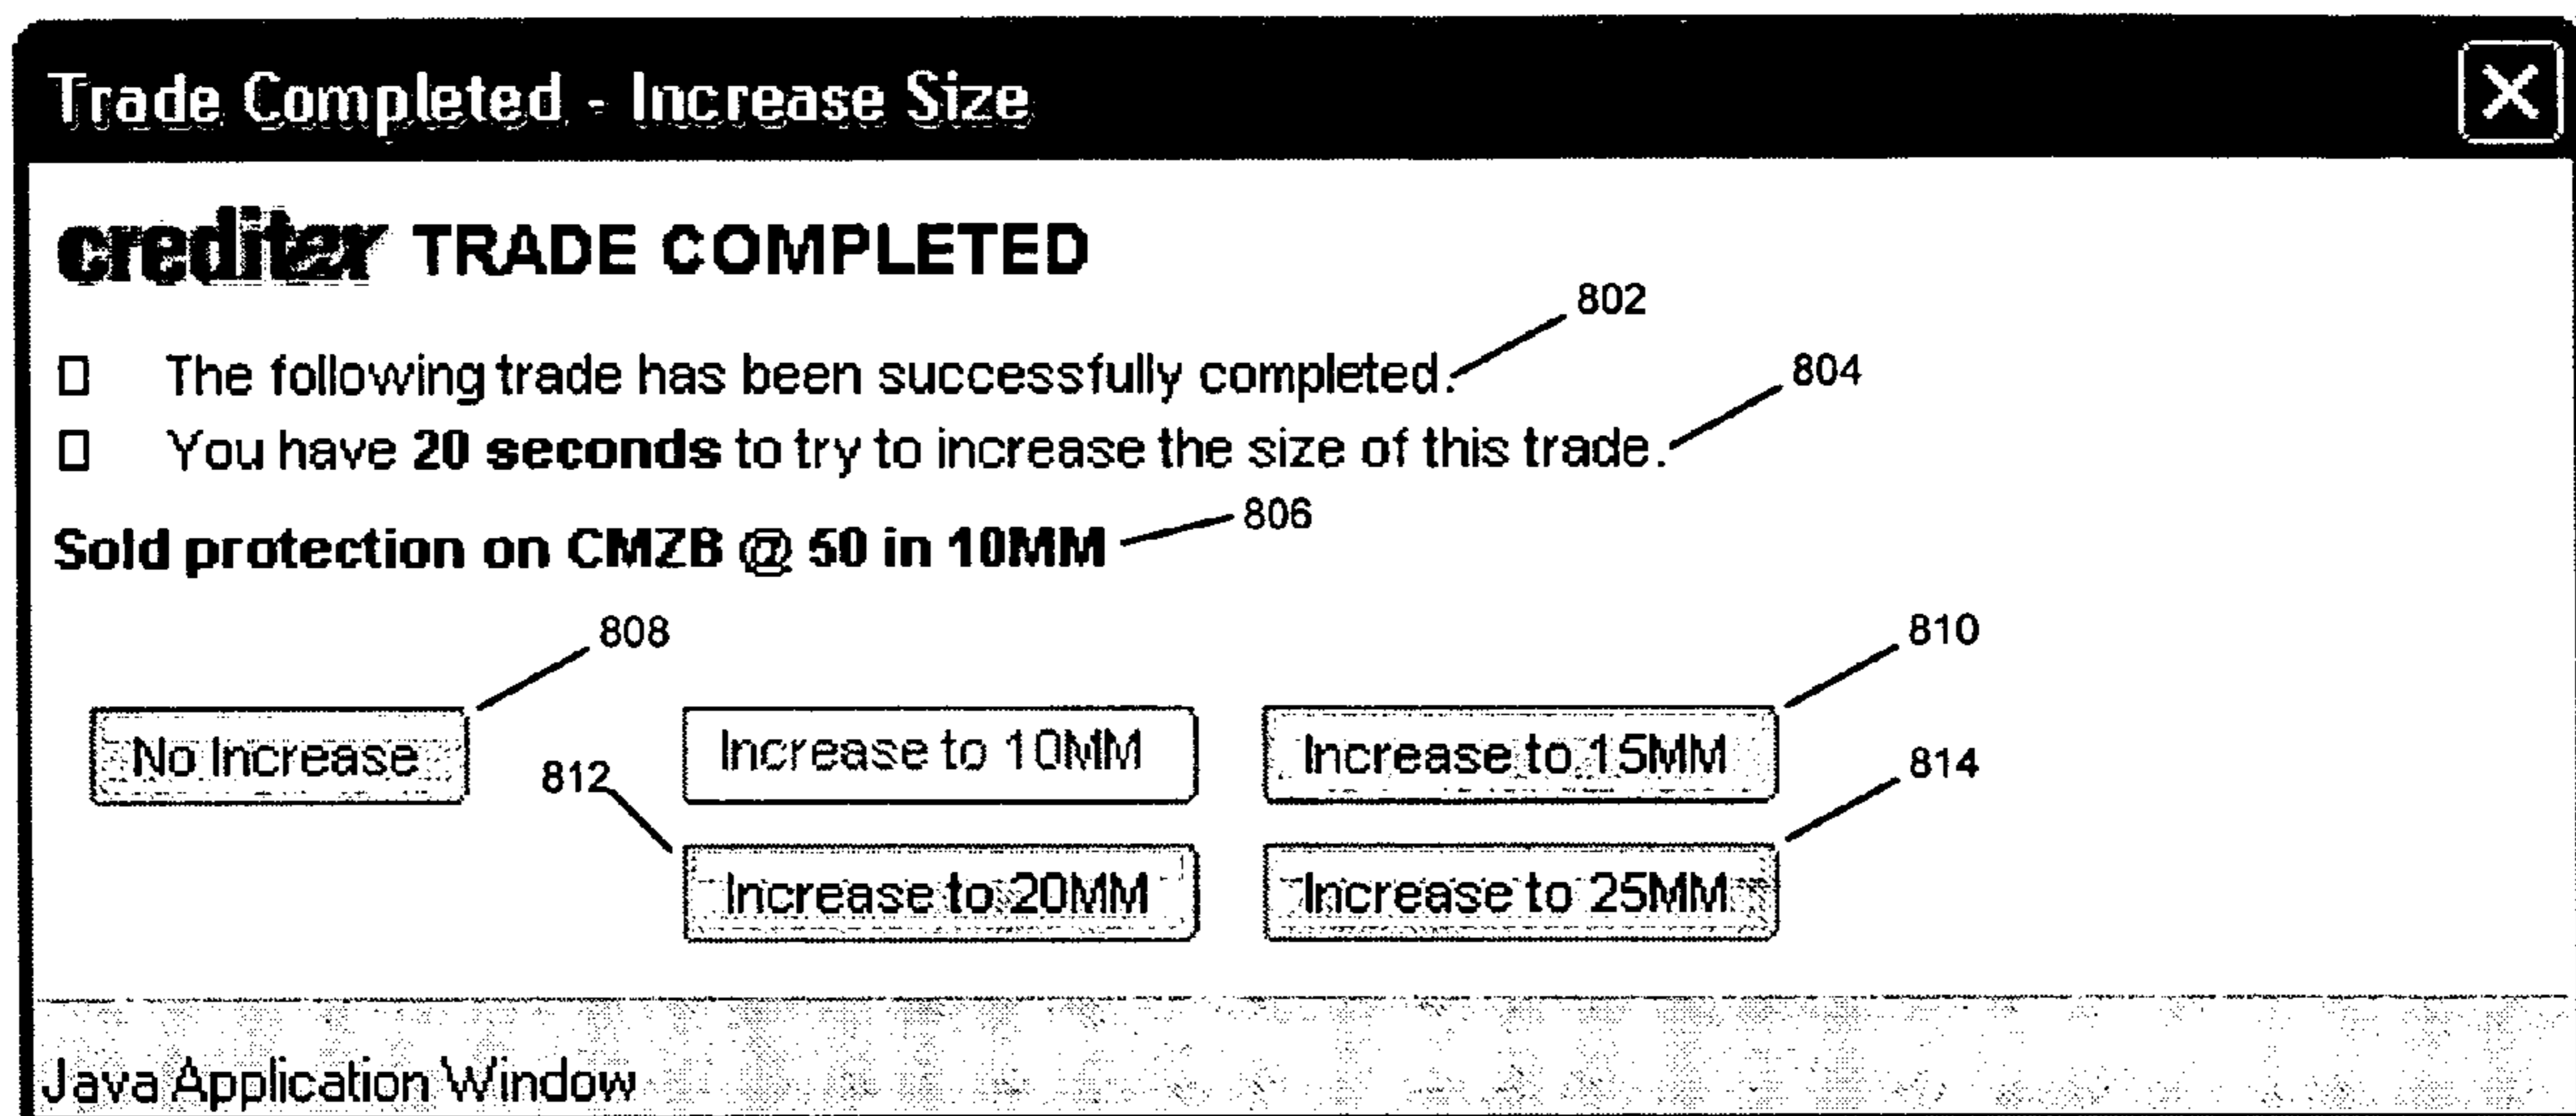 Trade Completed - Increase Size
creditex TRADE COMPLETED
802
The following trade has been successfully completed.
804
You have 20 seconds to try to increase the size of this trade.
806
Sold protection on CMZB @ 50 in 10MM
808
810
No Increase
Increase to 10MM
Increase to 15MM
812
814
Increase to 20MM
Increase to 25MM
Java Application Window